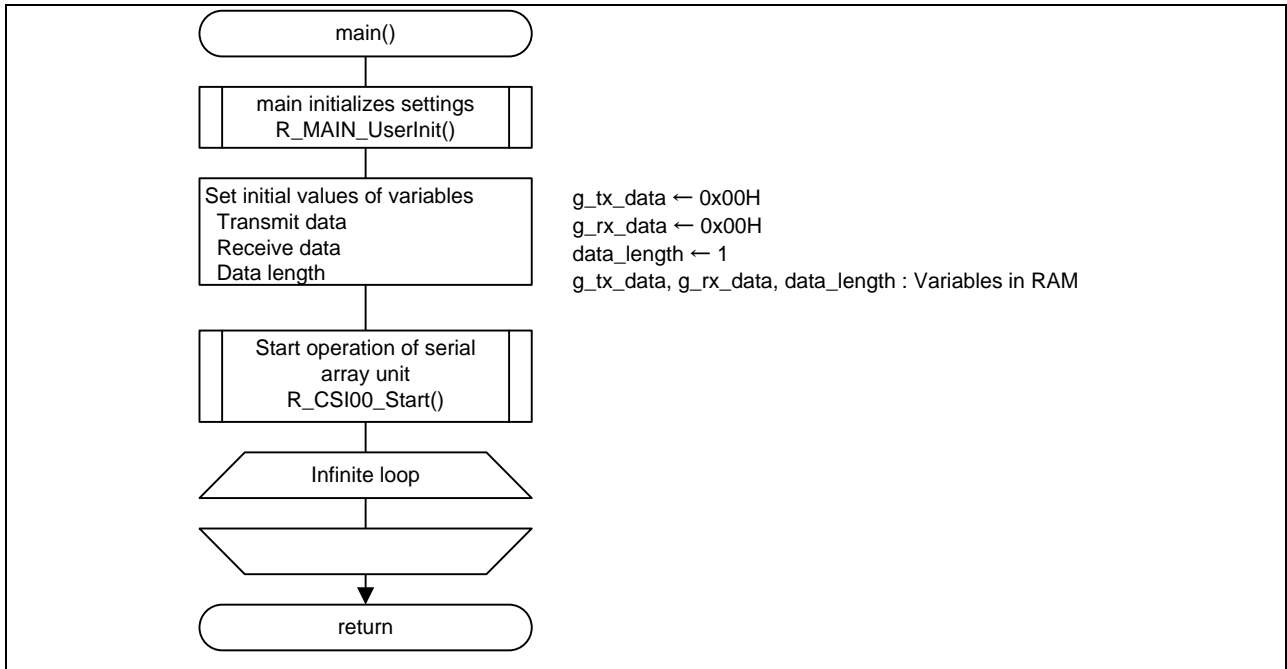 main()
main initializes settings
R_MAIN_UserInit()
Set initial values of variables
Transmit data
Receive data
Data length
g_tx_data ← 0x00H
g_rx_data ← 0x00H
data_length ← 1
g_tx_data, g_rx_data, data_length : Variables in RAM
Start operation of serial
array unit
R_CSI00_Start()
Infinite loop
return